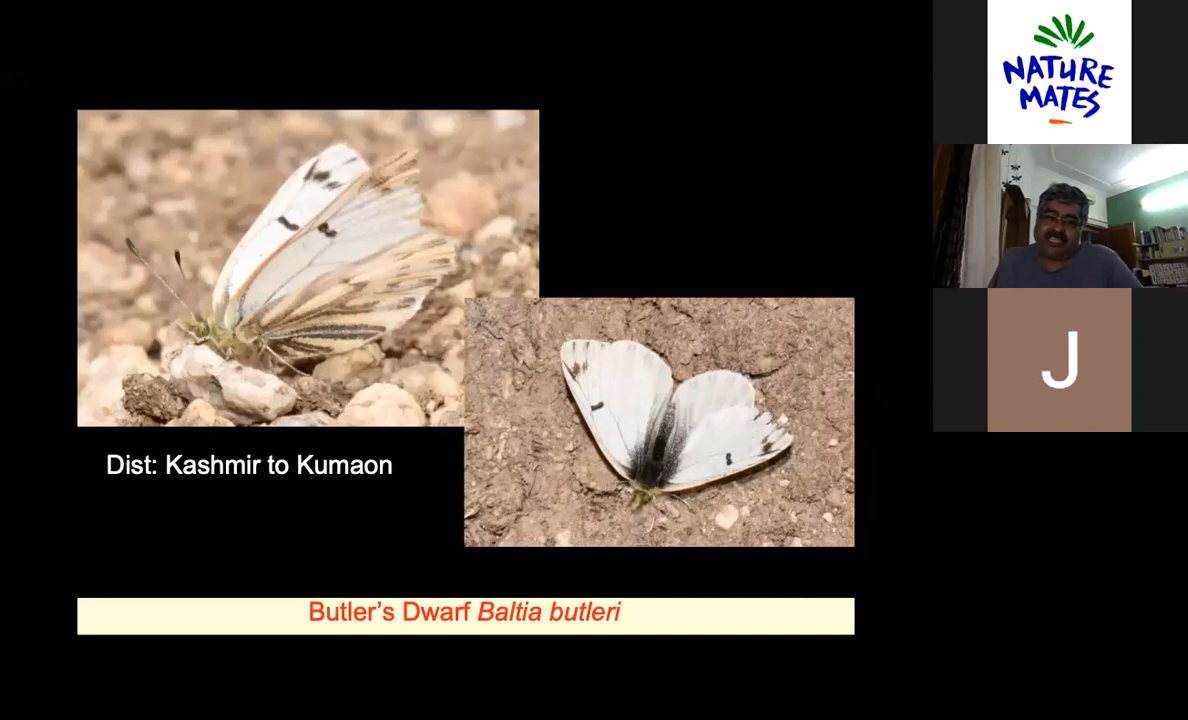 NATURE
MATES
J
Dist: Kashmir to Kumaon
Butler’s Dwarf Baltia butleri